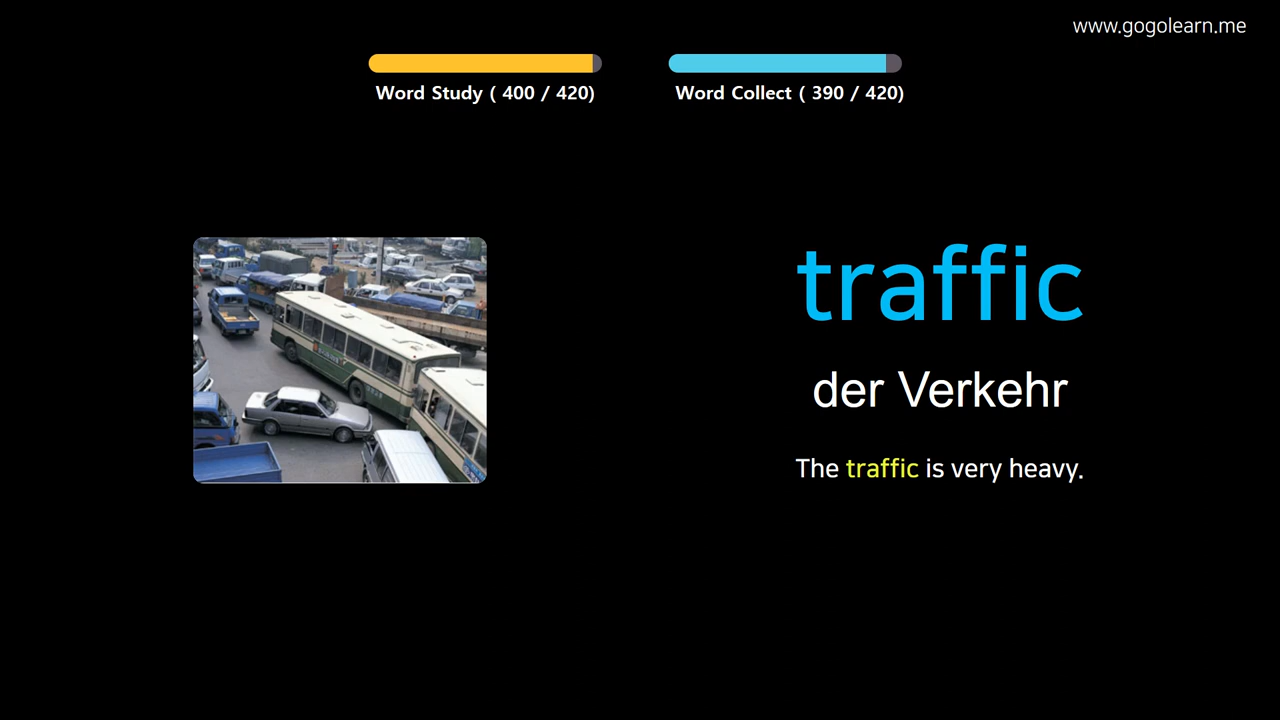 www.gogolearn.me
Word Study ( 400 / 420)
Word Collect ( 390 / 420)
traffic
der Verkehr
The traffic is very heavy.